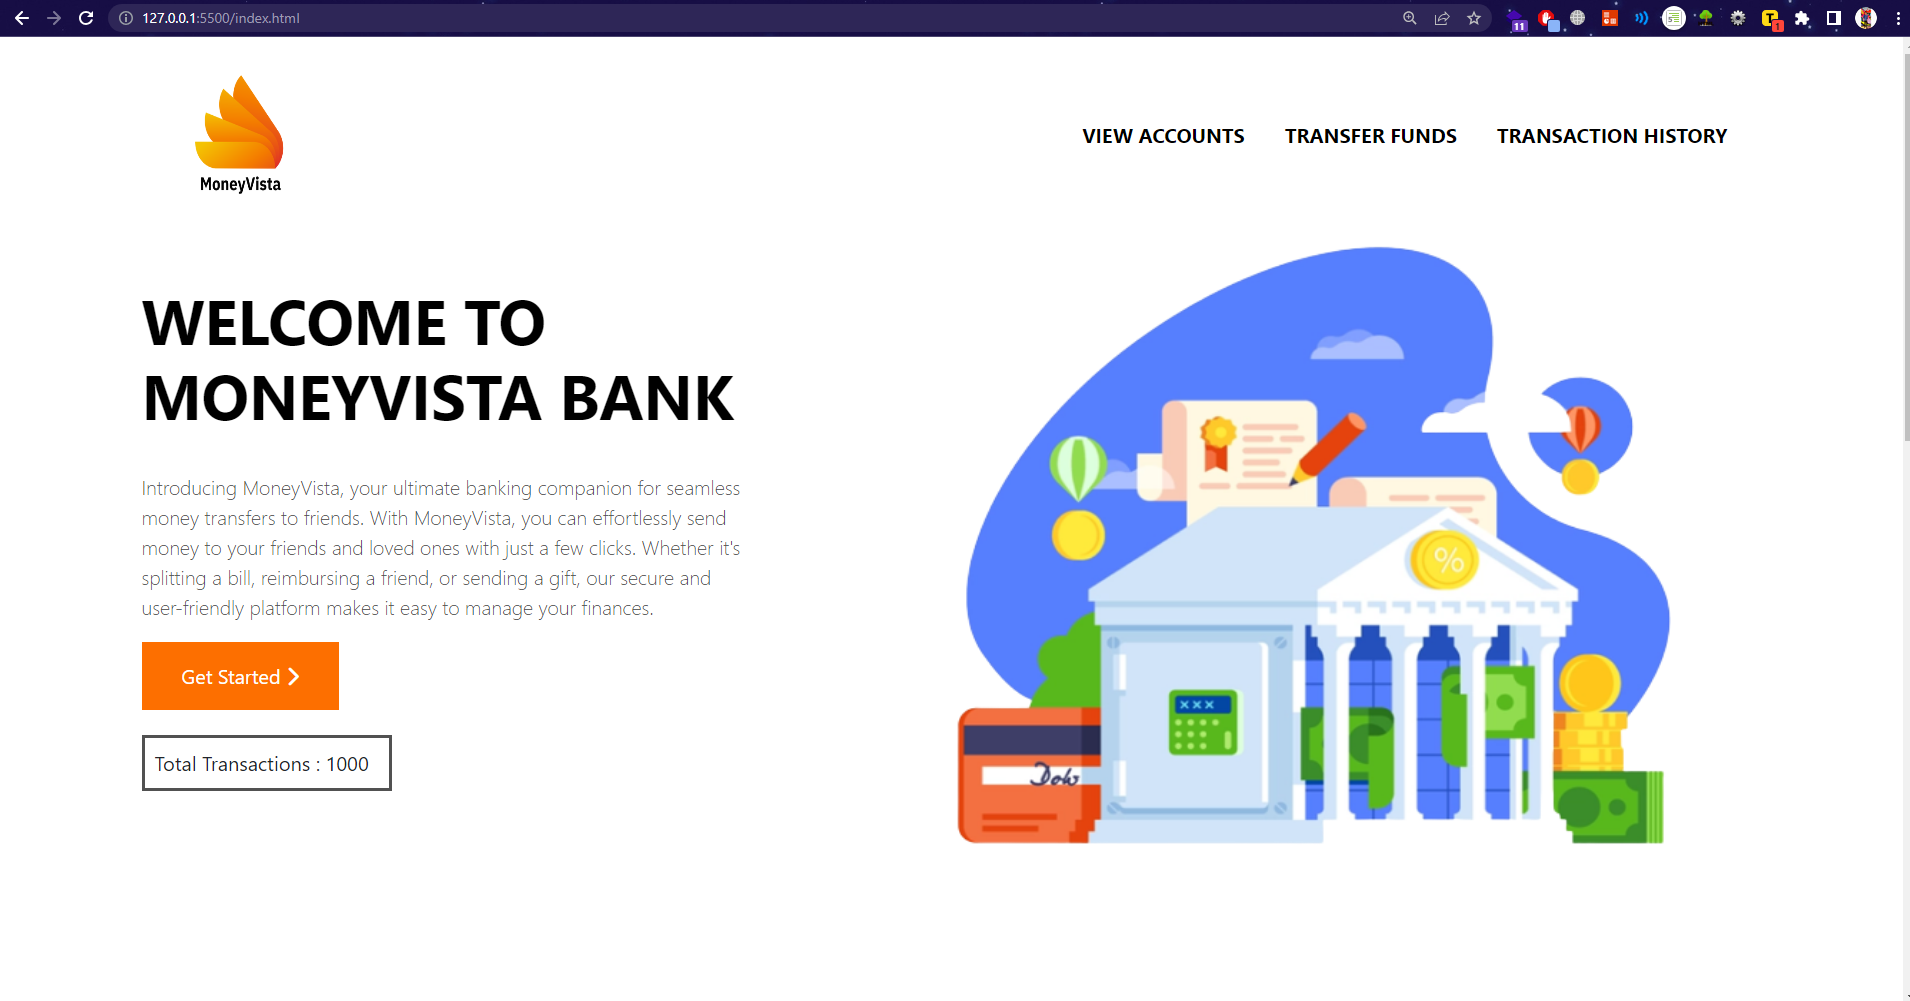 127.0.0.1:5500/index.html
11
1
MoneyVista
VIEW ACCOUNTS TRANSFER FUNDS TRANSACTION HISTORY
WELCOME TO
MONEYVISTA BANK
Introducing MoneyVista, your ultimate banking companion for seamless
money transfers to friends. With MoneyVista, you can effortlessly send
money to your friends and loved ones with just a few clicks. Whether it's
splitting a bill, reimbursing a friend, or sending a gift, our secure and
user-friendly platform makes it easy to manage your finances.
Get Started
Total Transactions : 1000
%
×××